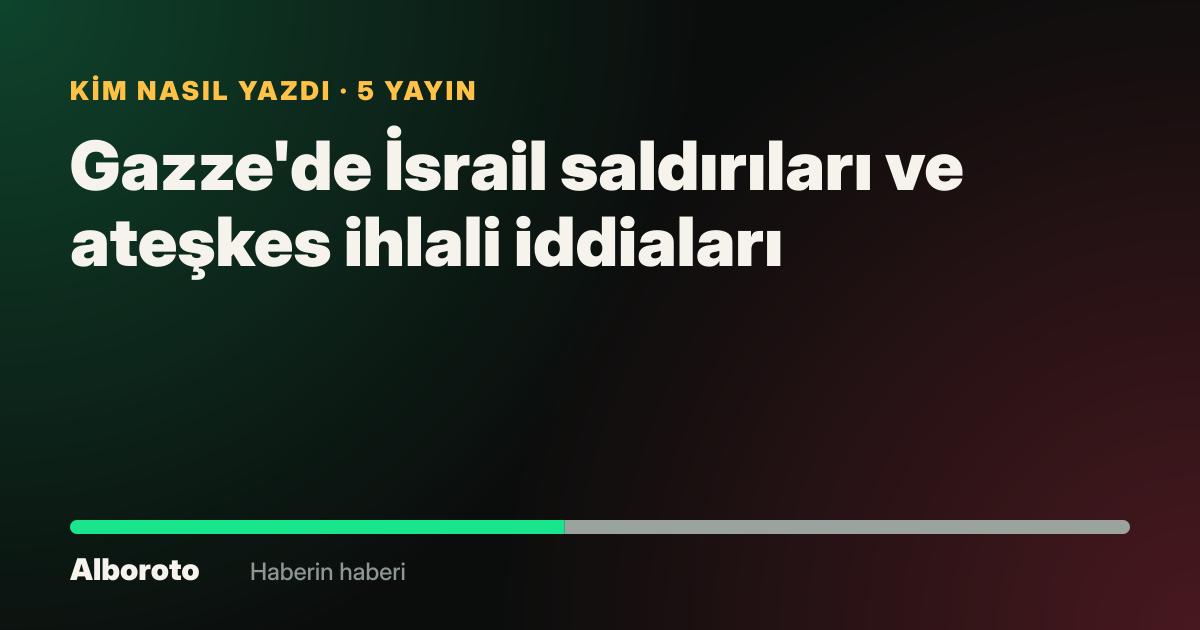 KİM NASIL YAZDI · 5 YAYIN
Gazze'de İsrail saldırıları ve
ateşkes ihlali iddiaları
Alboroto
Haberin haberi